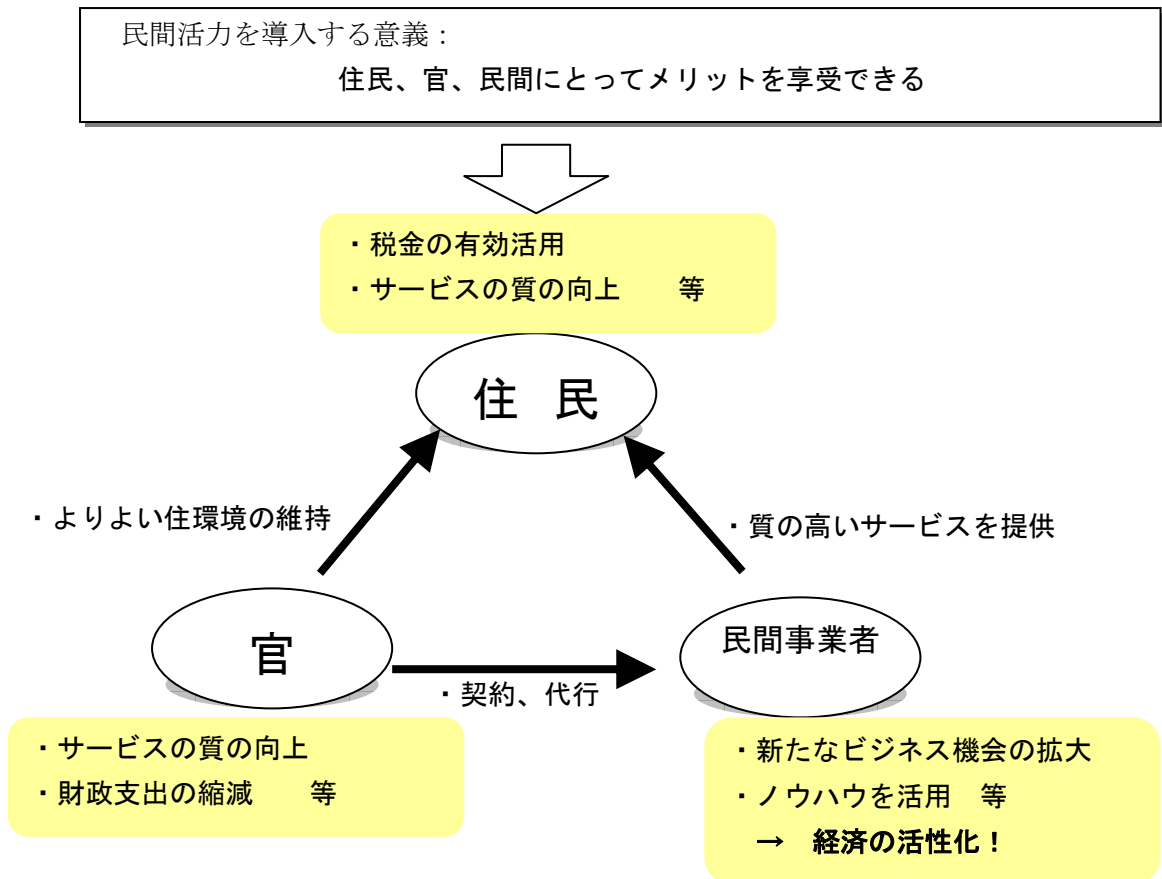 民間活力を導入する意義：
住民、官、民間にとってメリットを享受できる
・税金の有効活用
・サービスの質の向上　　等
住　民
・よりよい住環境の維持
・質の高いサービスを提供
官
民間事業者
・契約、代行
・サービスの質の向上
・財政支出の縮減　　等
・新たなビジネス機会の拡大
・ノウハウを活用　等
→　経済の活性化！